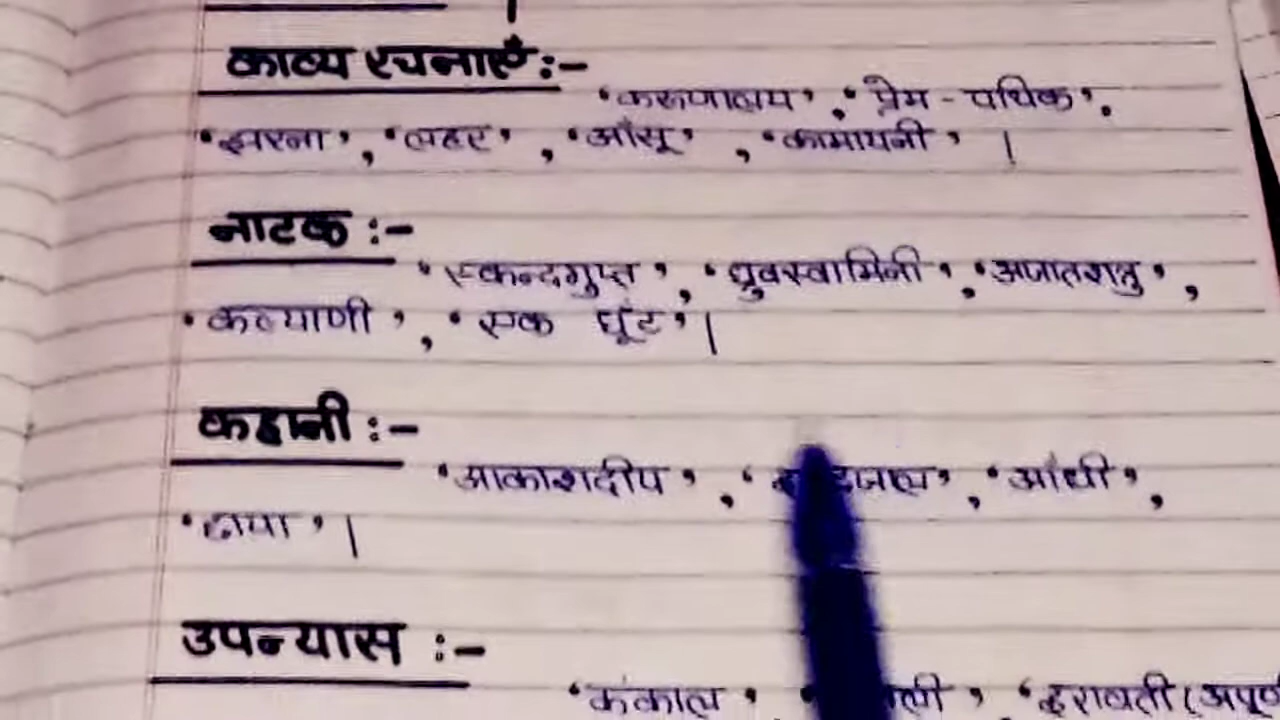 काव्य रचनाएँ :-
'करूणालय', 'प्रेम - पथिक',
'झरना', 'लहर', 'आँसू', 'कामायनी' |
नाटक :-
'स्कन्दगुप्त', 'ध्रुवस्वामिनी', 'अजातशत्रु',
'कल्याणी', 'एक घूंट' |
कहानी :-
'आकाशदीप', 'आँधी',
'छाया' |
उपन्यास :-
'कंकाल', 'इरावती (अपूर्ण